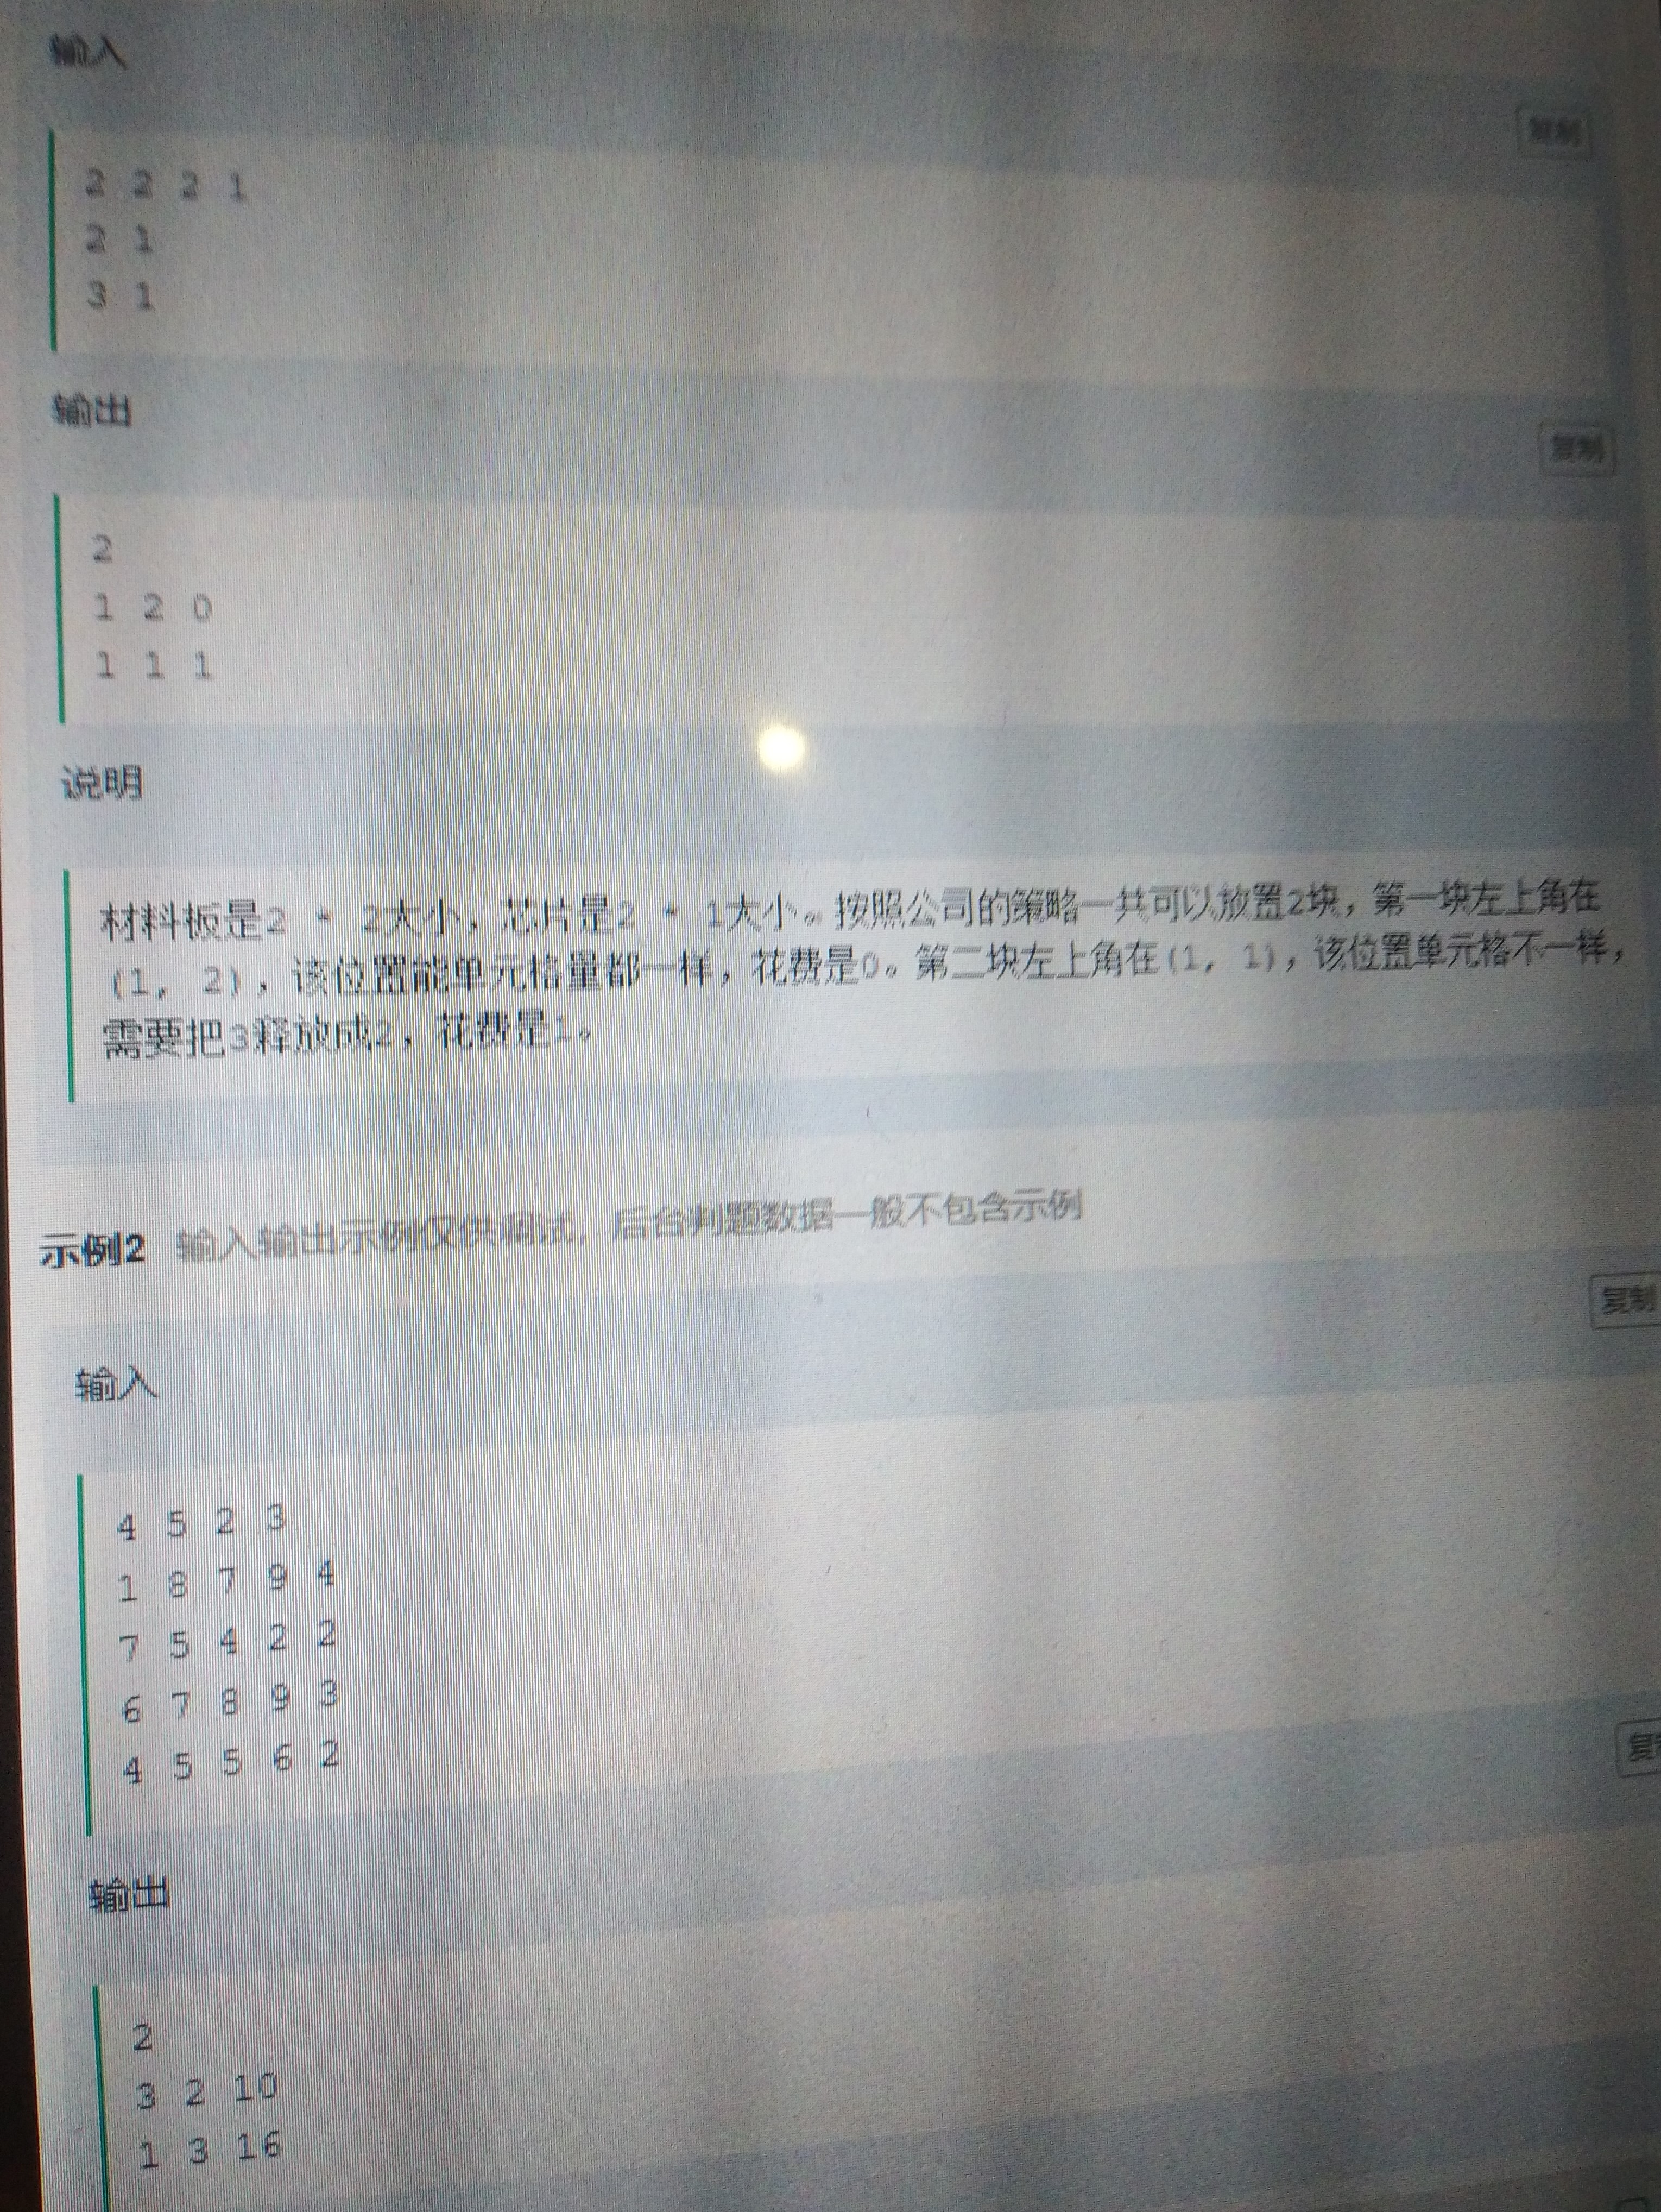 输入
复制
2 2 2 1
2 1
3 1
输出
复制
2
1 2 0
1 1 1
说明
材料板是2 * 2大小，芯片是2 * 1大小。按照公司的策略一共可以放置2块，第一块左上角在
(1, 2)，该位置能单元格量都一样，花费是0。第二块左上角在(1, 1)，该位置单元格不一样，
需要把3释放成2，花费是1。
示例2 输入输出示例仅供调试，后台判题数据一般不包含示例
复制
输入
4 5 2 3
1 8 7 9 4
7 5 4 2 2
6 7 8 9 3
4 5 5 6 2
复制
输出
2
3 2 10
1 3 16